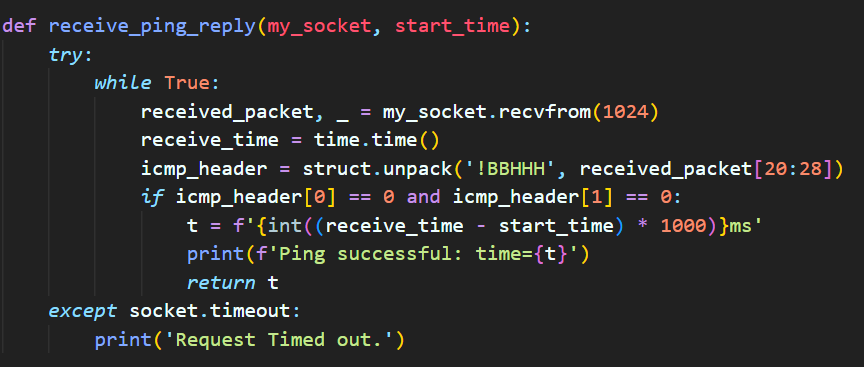 def receive_ping_reply(my_socket, start_time):
    try:
        while True:
            received_packet, _ = my_socket.recvfrom(1024)
            receive_time = time.time()
            icmp_header = struct.unpack('!BBHHH', received_packet[20:28])
            if icmp_header[0] == 0 and icmp_header[1] == 0:
                t = f'{int((receive_time - start_time) * 1000)}ms'
                print(f'Ping successful: time={t}')
                return t
    except socket.timeout:
        print('Request Timed out.')